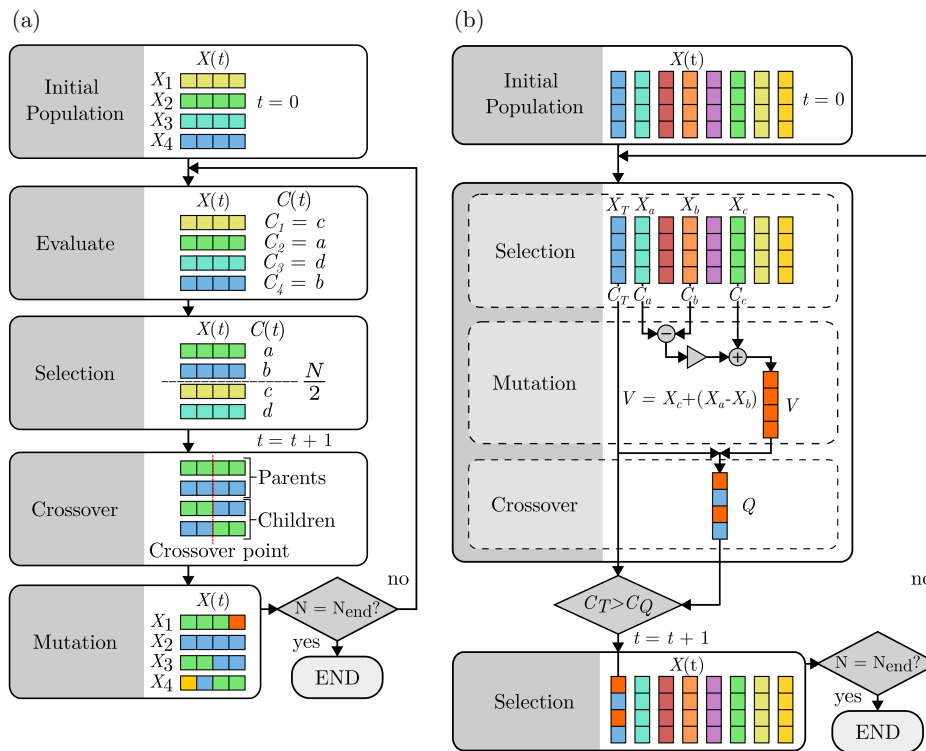 (a)
X(t)
Initial
Population
X1
X2
X3
X4
t = 0
Evaluate
X(t)
C(t)
C1 = c
C2 = a
C3 = d
C4 = b
Selection
X(t)
C(t)
a
b
c
d
N
2
t = t + 1
Crossover
Parents
Children
Crossover point
Mutation
X(t)
X1
X2
X3
X4
N = Nend?
no
yes
END
(b)
X(t)
Initial
Population
t = 0
Selection
XT Xa Xb Xc
CT Ca Cb Cc
−
+
Mutation
V = Xc+(Xa-Xb)
V
Crossover
Q
CT>CQ
t = t + 1
X(t)
Selection
N = Nend?
yes
END